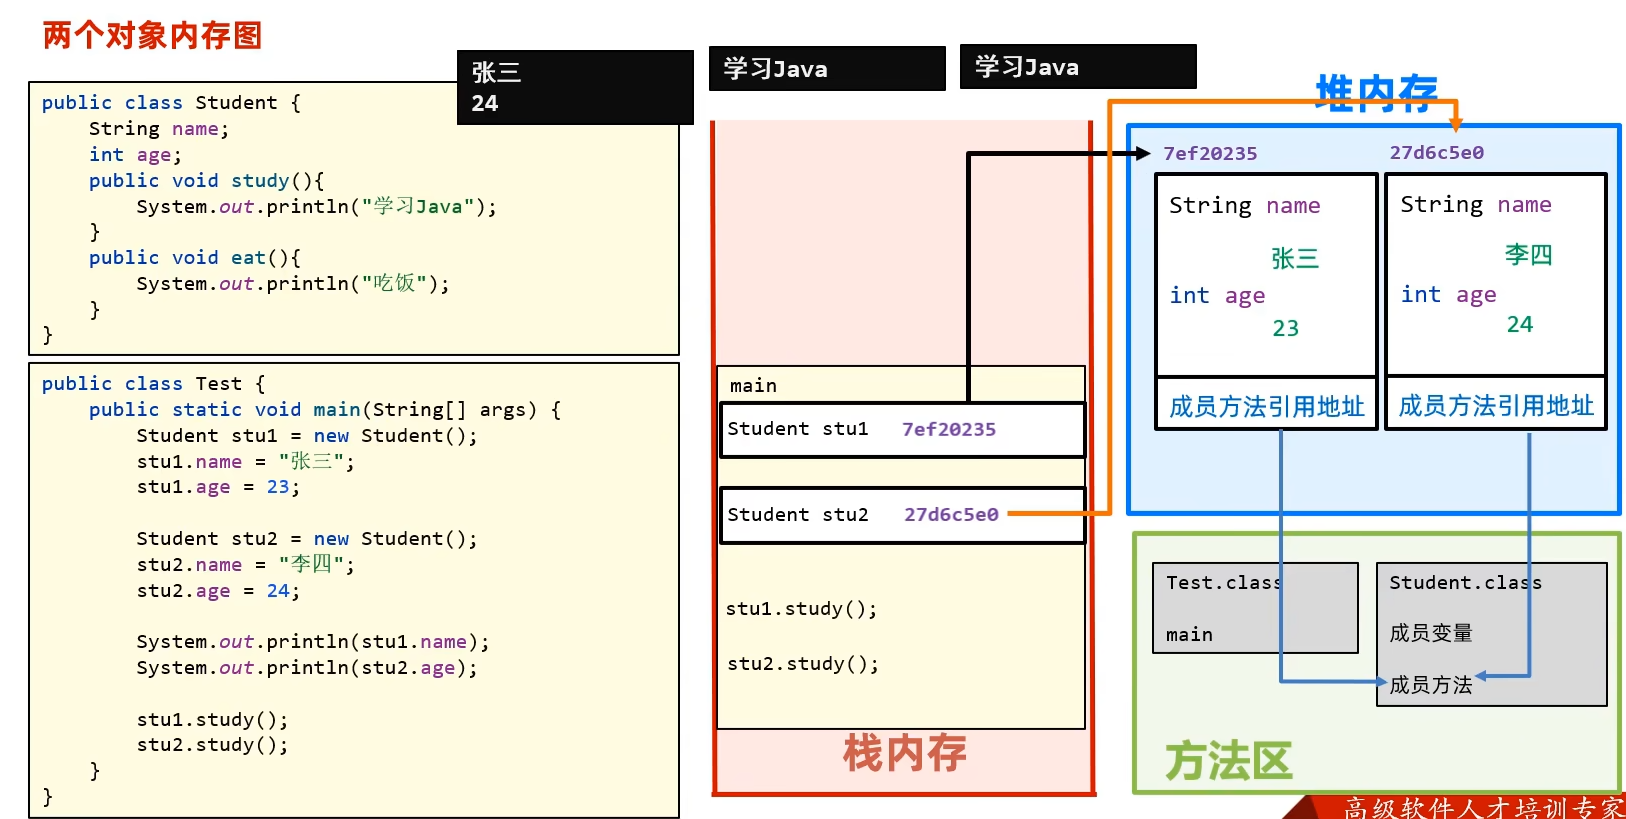 两个对象内存图
张三
24
学习Java
学习Java
public class Student {
String name;
int age;
public void study(){
System.out.println("学习Java");
}
public void eat(){
System.out.println("吃饭");
}
}
public class Test {
public static void main(String[] args) {
Student stu1 = new Student();
stu1.name = "张三";
stu1.age = 23;
Student stu2 = new Student();
stu2.name = "李四";
stu2.age = 24;
System.out.println(stu1.name);
System.out.println(stu2.age);
stu1.study();
stu2.study();
}
}
main
Student stu1 7ef20235
Student stu2 27d6c5e0
stu1.study();
stu2.study();
栈内存
堆内存
7ef20235
String name
张三
int age
23
成员方法引用地址
27d6c5e0
String name
李四
int age
24
成员方法引用地址
Test.class
main
Student.class
成员变量
成员方法
方法区
高级软件人才培训专家